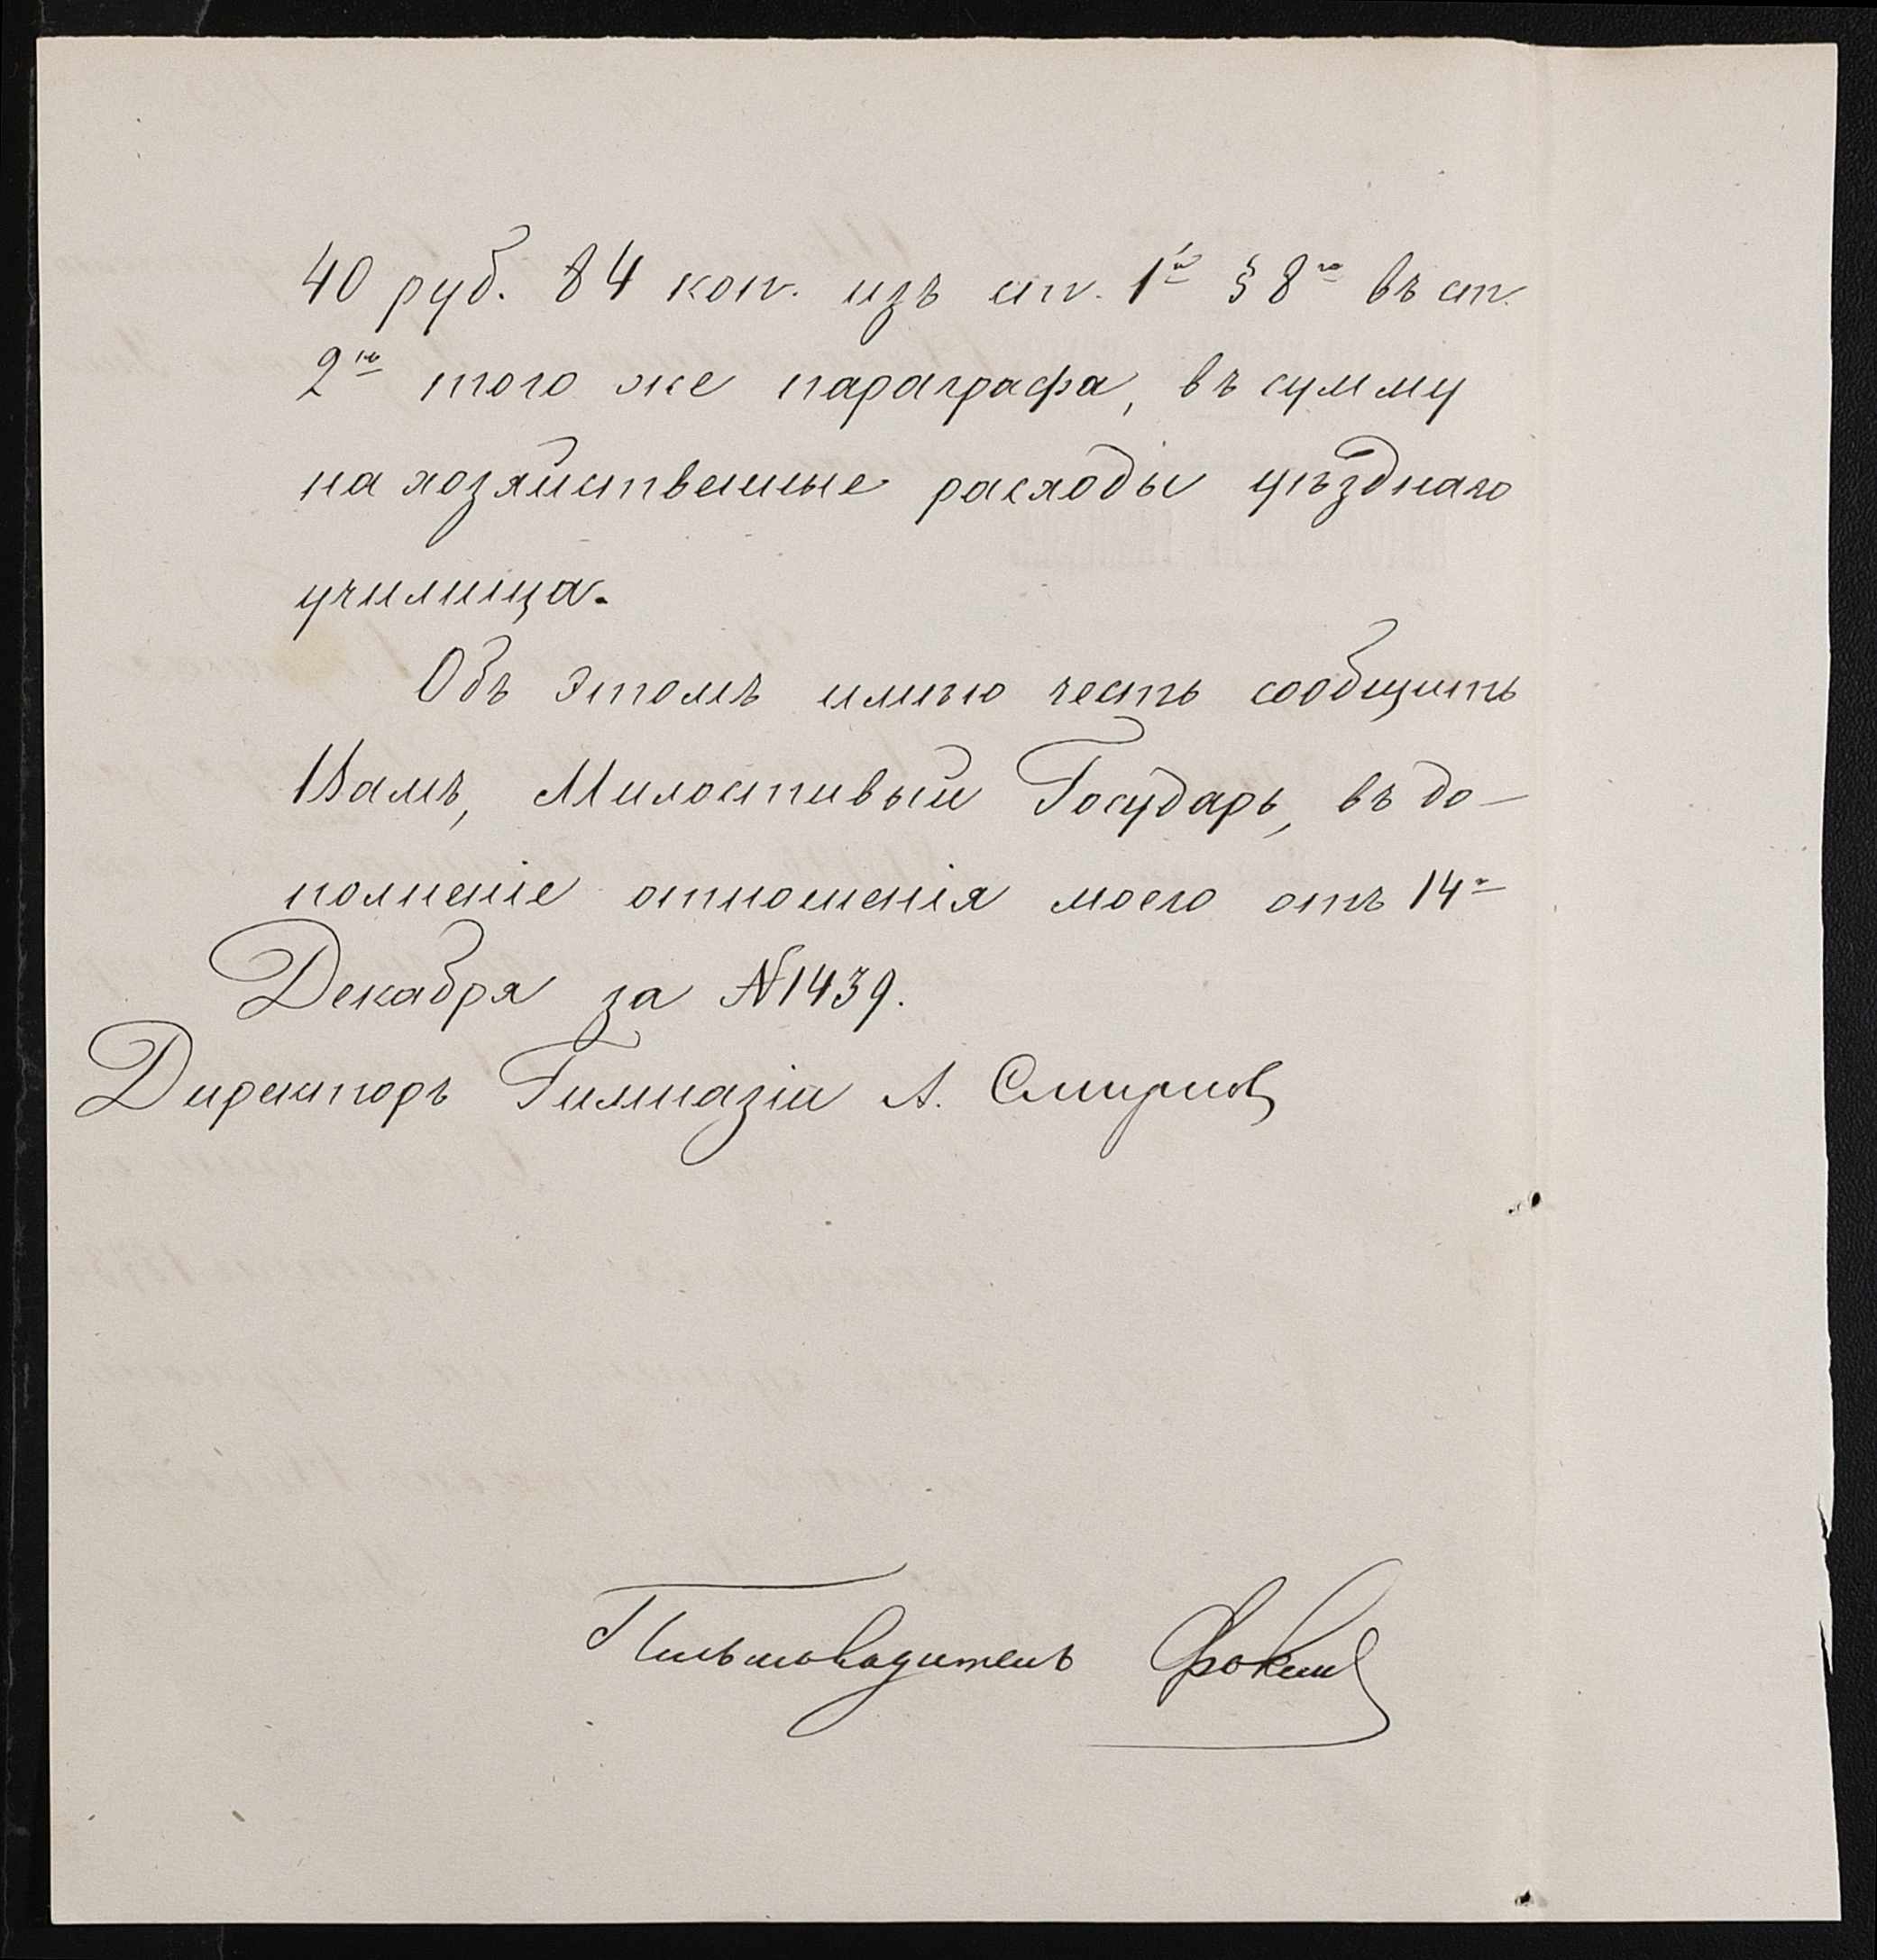 40 руб. 84 коп. изъ ст. 1й § 8го въ ст.
2ю того же параграфа, въ сумму
на хозяйственные расходы уѣзднаго
училища.
Объ этомъ имѣю честь сообщить
Вамъ, Милостивый Государь, въ до-
полненіе отношенія моего отъ 14го
Декабря за №1439.
Директоръ Гимназіи А. Смирнов
Письмоводитель Фокин